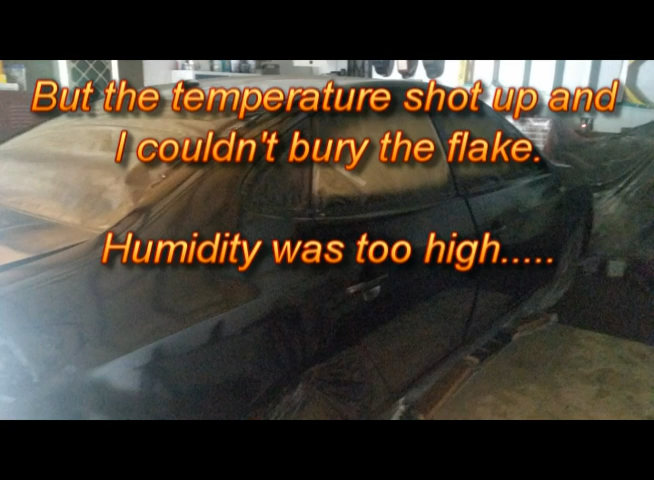 But the temperature shot up and
I couldn't bury the flake.
Humidity was too high.....